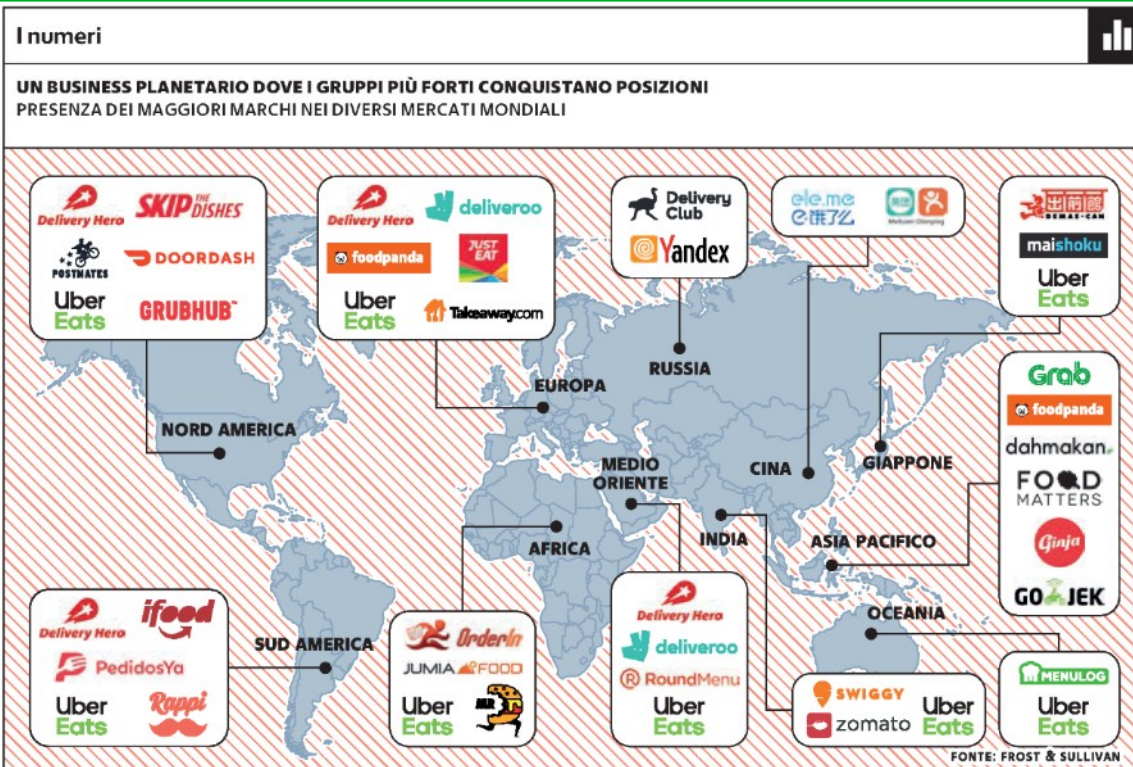 I numeri
UN BUSINESS PLANETARIO DOVE I GRUPPI PIÙ FORTI CONQUISTANO POSIZIONI
PRESENZA DEI MAGGIORI MARCHI NEI DIVERSI MERCATI MONDIALI
Delivery Hero
SKIP THE DISHES
POSTMATES
DOORDASH
Uber Eats
GRUBHUB
NORD AMERICA
Delivery Hero
deliveroo
foodpanda
JUST EAT
Uber Eats
Takeaway.com
EUROPA
Delivery Club
Yandex
RUSSIA
ele.me
饿了么
CINA
出前館
DEMAE-CAN
maishoku
Uber Eats
GIAPPONE
Grab
foodpanda
dahmakan
FOOD MATTERS
Ginja
GO JEK
ASIA PACIFICO
Delivery Hero
ifood
PedidosYa
Uber Eats
Rappi
SUD AMERICA
OrderIn
JUMIA FOOD
Uber Eats
MR
AFRICA
MEDIO ORIENTE
Delivery Hero
deliveroo
RoundMenu
Uber Eats
INDIA
SWIGGY
zomato
Uber Eats
OCEANIA
MENULOG
Uber Eats
FONTE: FROST & SULLIVAN